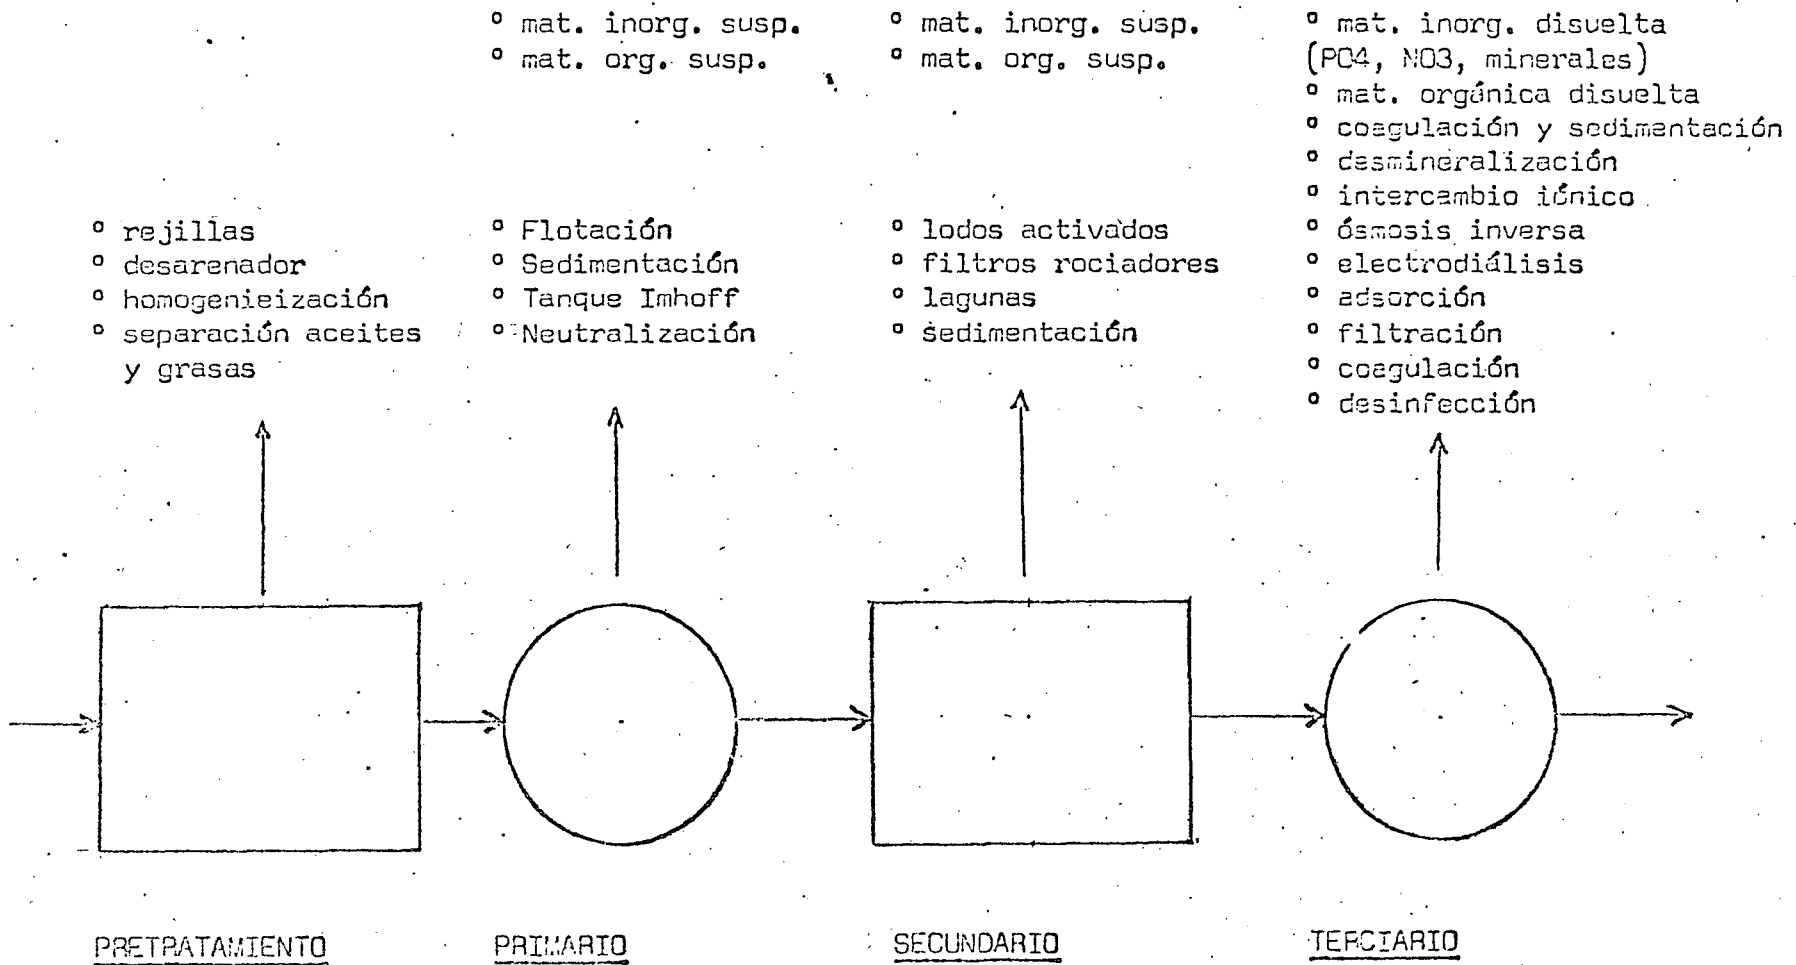 ° mat. inorg. susp.
° mat. org. susp.
° mat. inorg. susp.
° mat. org. susp.
° mat. inorg. disuelta
(PO4, NO3, minerales)
° mat. orgánica disuelta
° coagulación y sedimentación
° desmineralización
° intercambio iónico
° ósmosis inversa
° electrodiálisis
° adsorción
° filtración
° coagulación
° desinfección
° rejillas
° desarenador
° homogenieización
° separación aceites
y grasas
° Flotación
° Sedimentación
° Tanque Imhoff
° Neutralización
° lodos activados
° filtros rociadores
° lagunas
° sedimentación
PRETRATAMIENTO
PRIMARIO
SECUNDARIO
TERCIARIO